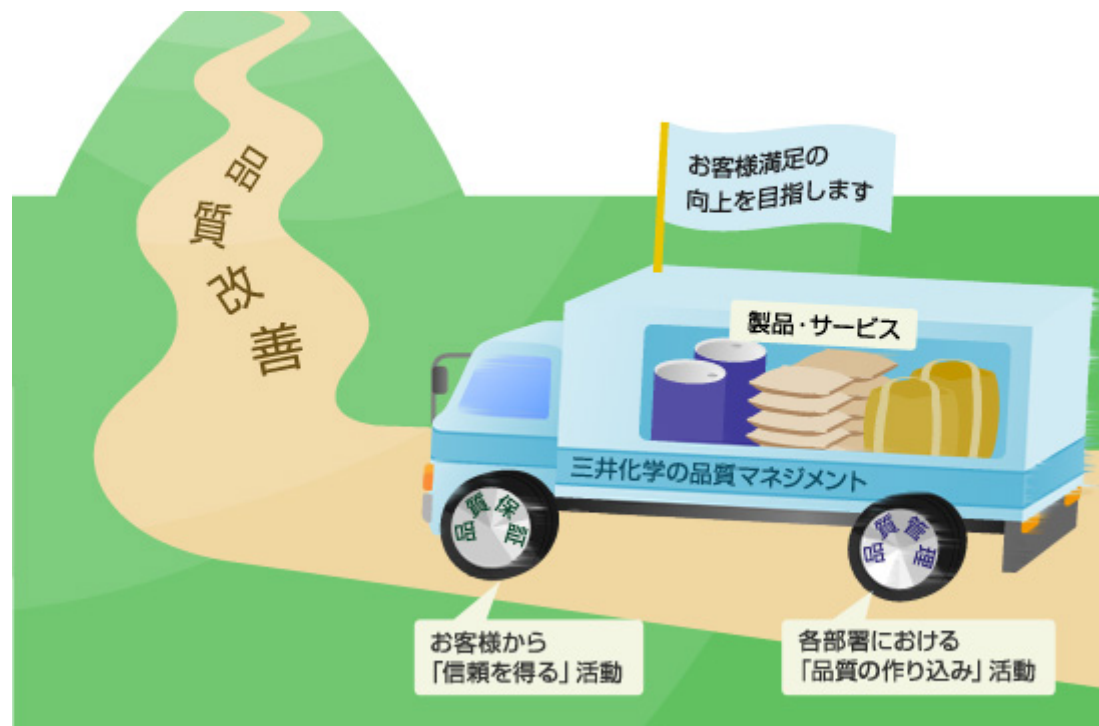 品質改善
お客様満足の
向上を目指します
製品・サービス
三井化学の品質マネジメント
品質保証
品質管理
お客様から
「信頼を得る」活動
各部署における
「品質の作り込み」活動